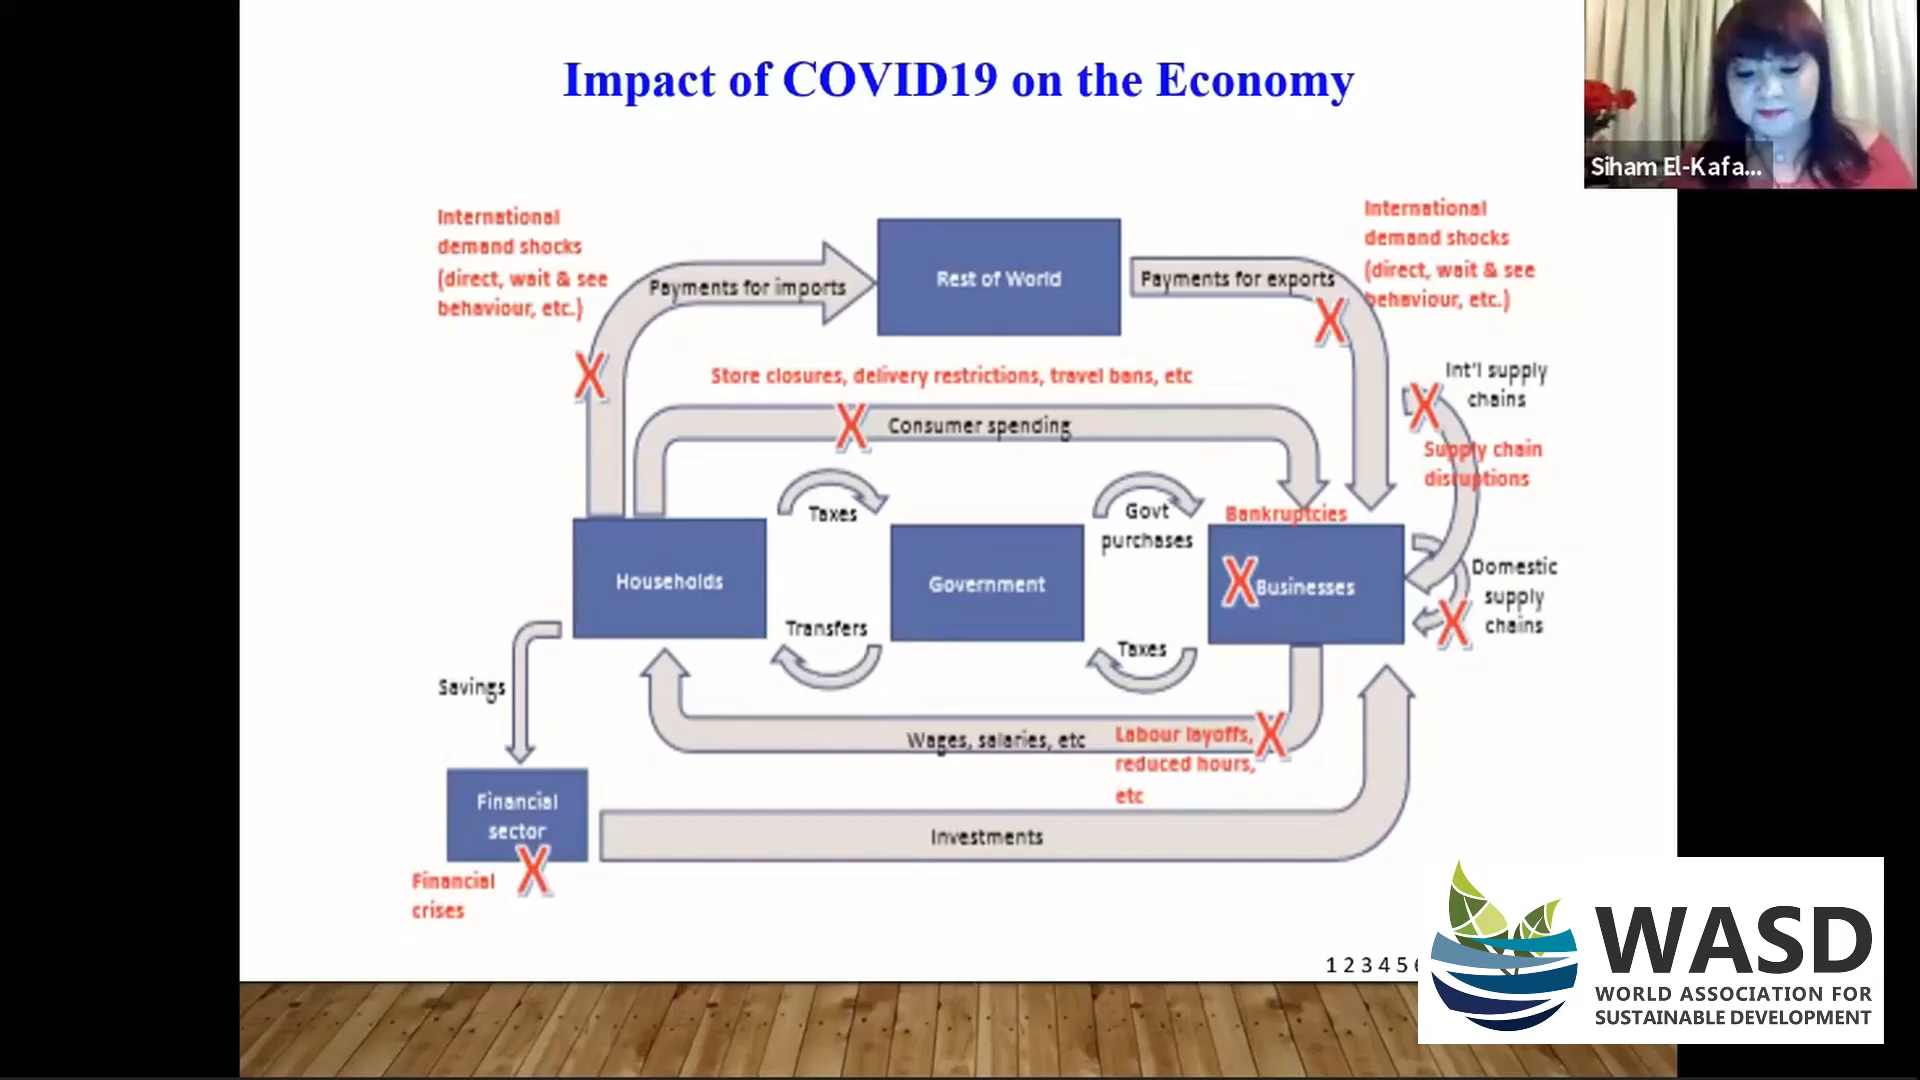 Impact of COVID19 on the Economy
Siham El-Kafa...
International
demand shocks
(direct, wait & see
behaviour, etc.)
Payments for imports
Rest of World
Payments for exports
International
demand shocks
(direct, wait & see
behaviour, etc.)
X
X
Store closures, delivery restrictions, travel bans, etc
Int'l supply
chains
X
X
Consumer spending
Supply chain
disruptions
Taxes
Govt
purchases
Bankruptcies
Households
Government
X
Businesses
Domestic
supply
chains
X
Transfers
Taxes
Savings
Wages, salaries, etc
Labour layoffs,
reduced hours,
etc
X
Financial
sector
Investments
X
Financial
crises
1 2 3 4 5
WASD
WORLD ASSOCIATION FOR
SUSTAINABLE DEVELOPMENT